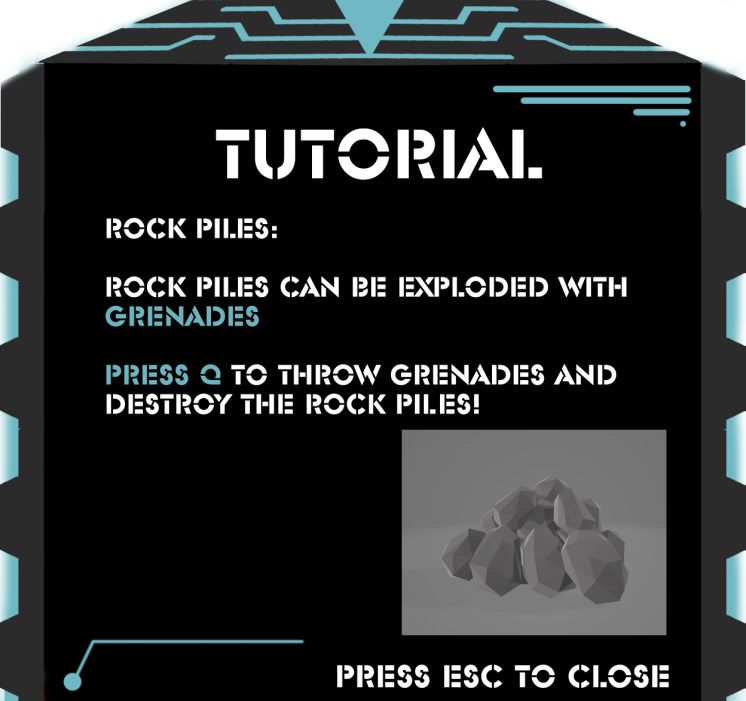 TUTORIAL
ROCK PILES:
ROCK PILES CAN BE EXPLODED WITH
GRENADES
PRESS Q TO THROW GRENADES AND
DESTROY THE ROCK PILES!
PRESS ESC TO CLOSE